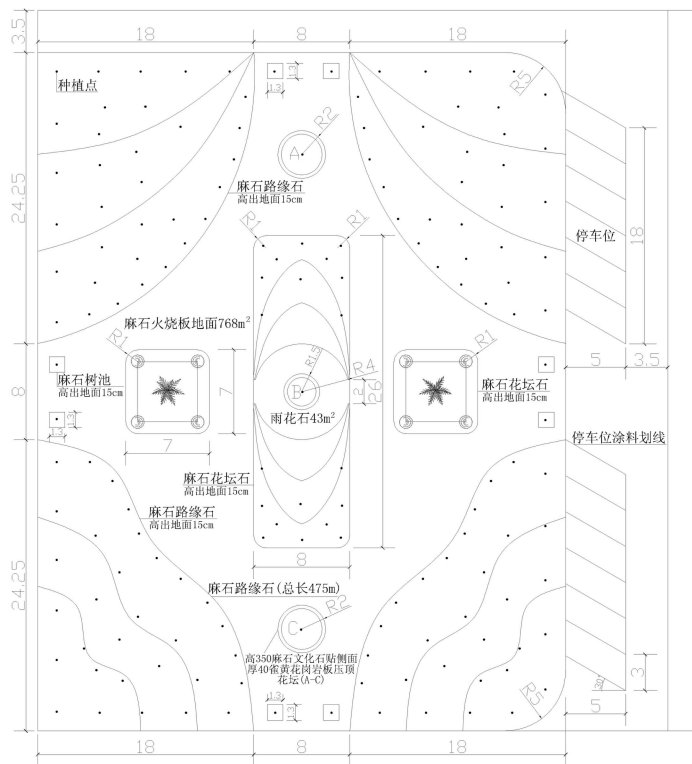 3.5
18
8
18
1.3
1.3
种植点
R5
R2
A
24.25
麻石路缘石
高出地面15cm
R1
R1
停车位
18
麻石火烧板地面768m²
R1
R1.5
R4
R1
5
3.5
麻石树池
高出地面15cm
7
B
2
26
麻石花坛石
高出地面15cm
8
雨花石43m²
1.3
1.3
7
停车位涂料划线
麻石花坛石
高出地面15cm
麻石路缘石
高出地面15cm
8
麻石路缘石(总长475m)
24.25
R2
C
高350麻石文化石贴侧面
厚40雀黄花岗岩板压顶
花坛(A-C)
3
30°
1.3
1.3
R5
5
18
8
18